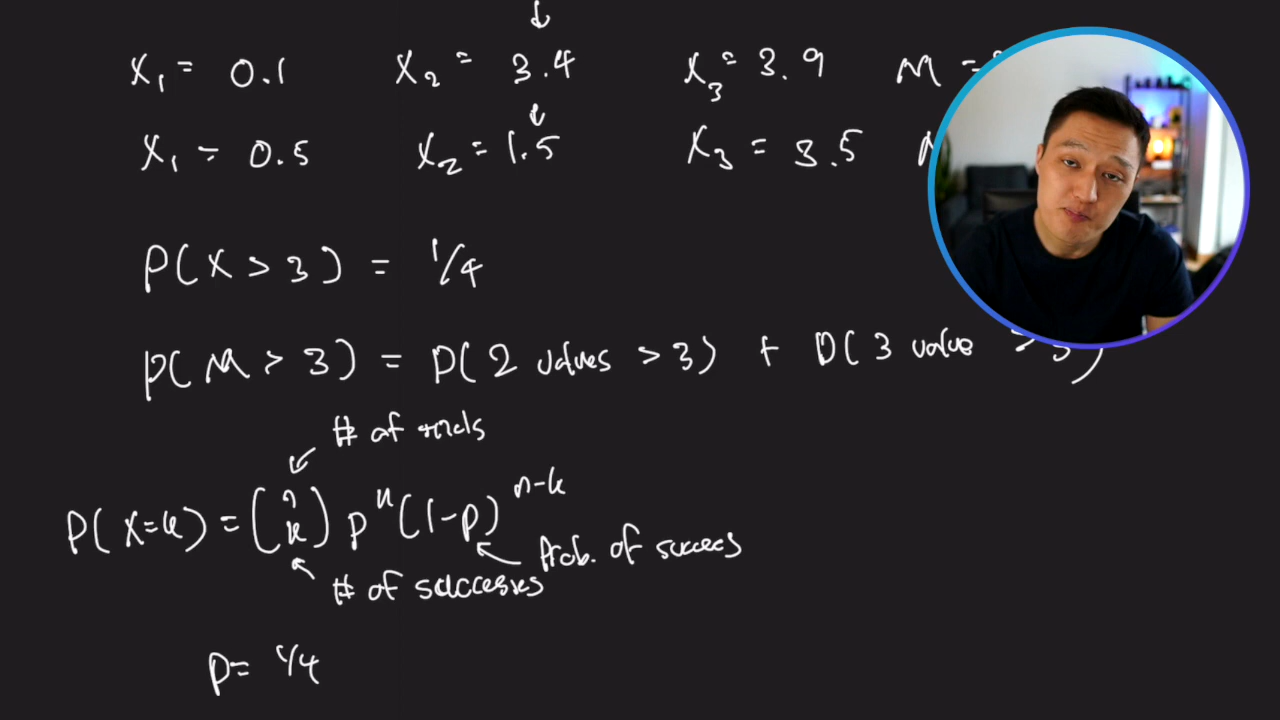 X₁ = 0.1 X₂ = 3.4 X₃ = 3.9 M =
X₁ = 0.5 X₂ = 1.5 X₃ = 3.5
P(X > 3) = 1/4
P(M > 3) = P(2 values > 3) + P(3 value > 3)
# of trials
P(X=k) = (n k) p^k (1-p)^n-k
Prob. of success
# of successes
p = 1/4